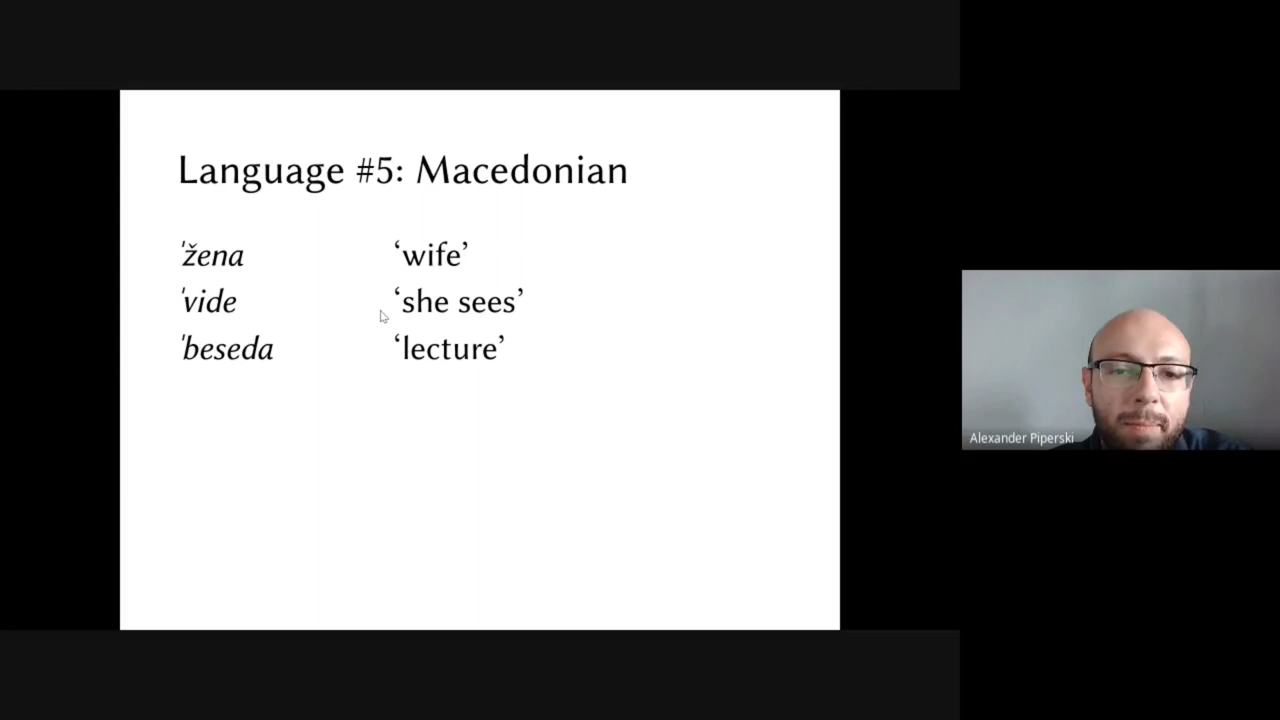 Language #5: Macedonian
ˈžena ‘wife’
ˈvide ‘she sees’
ˈbeseda ‘lecture’
Alexander Piperski